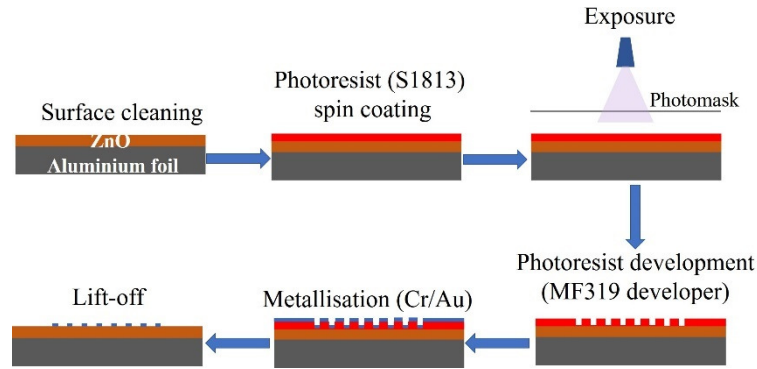 Surface cleaning
ZnO
Aluminium foil
Photoresist (S1813)
spin coating
Exposure
Photomask
Photoresist development
(MF319 developer)
Metallisation (Cr/Au)
Lift-off